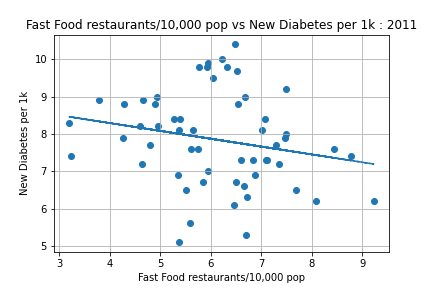 Fast Food restaurants/10,000 pop vs New Diabetes per 1k : 2011
New Diabetes per 1k
10
9
8
7
6
5
3 4 5 6 7 8 9
Fast Food restaurants/10,000 pop